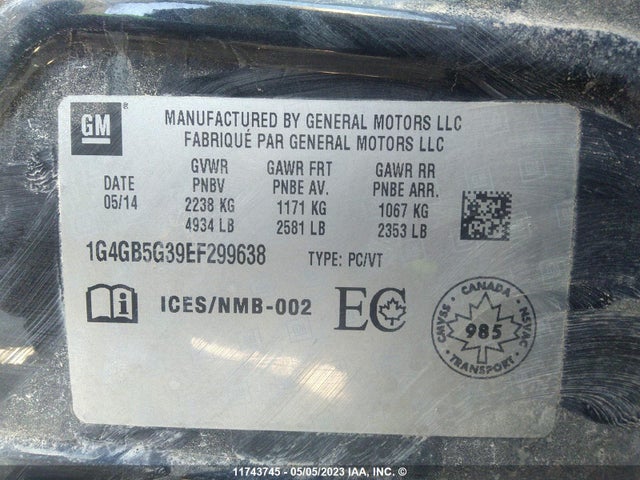 GM
®
MANUFACTURED BY GENERAL MOTORS LLC
FABRIQUÉ PAR GENERAL MOTORS LLC
GVWR GAWR FRT GAWR RR
DATE PNBV PNBE AV. PNBE ARR.
05/14 2238 KG 1171 KG 1067 KG
4934 LB 2581 LB 2353 LB
1G4GB5G39EF299638 TYPE: PC/VT
i ICES/NMB-002 EC
CANADA
CMVSS 985 NSVAC
TRANSPORT
11743745 - 05/05/2023 IAA, INC. ©